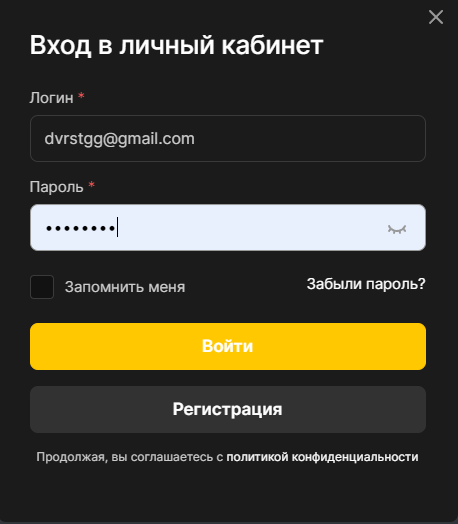 Вход в личный кабинет
Логин *
dvrstgg@gmail.com
Пароль *
••••••••
Запомнить меня
Забыли пароль?
Войти
Регистрация
Продолжая, вы соглашаетесь с политикой конфиденциальности